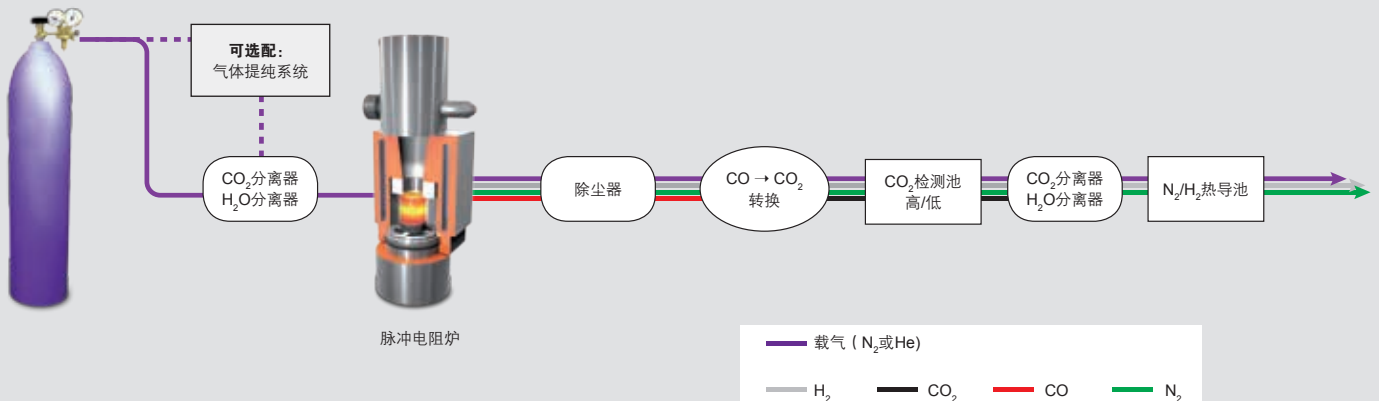 可选配：
气体提纯系统
CO₂分离器
H₂O分离器
除尘器
CO → CO₂
转换
CO₂检测池
高/低
CO₂分离器
H₂O分离器
N₂/H₂热导池
脉冲电阻炉
载气（N₂或He)
H₂
CO₂
CO
N₂